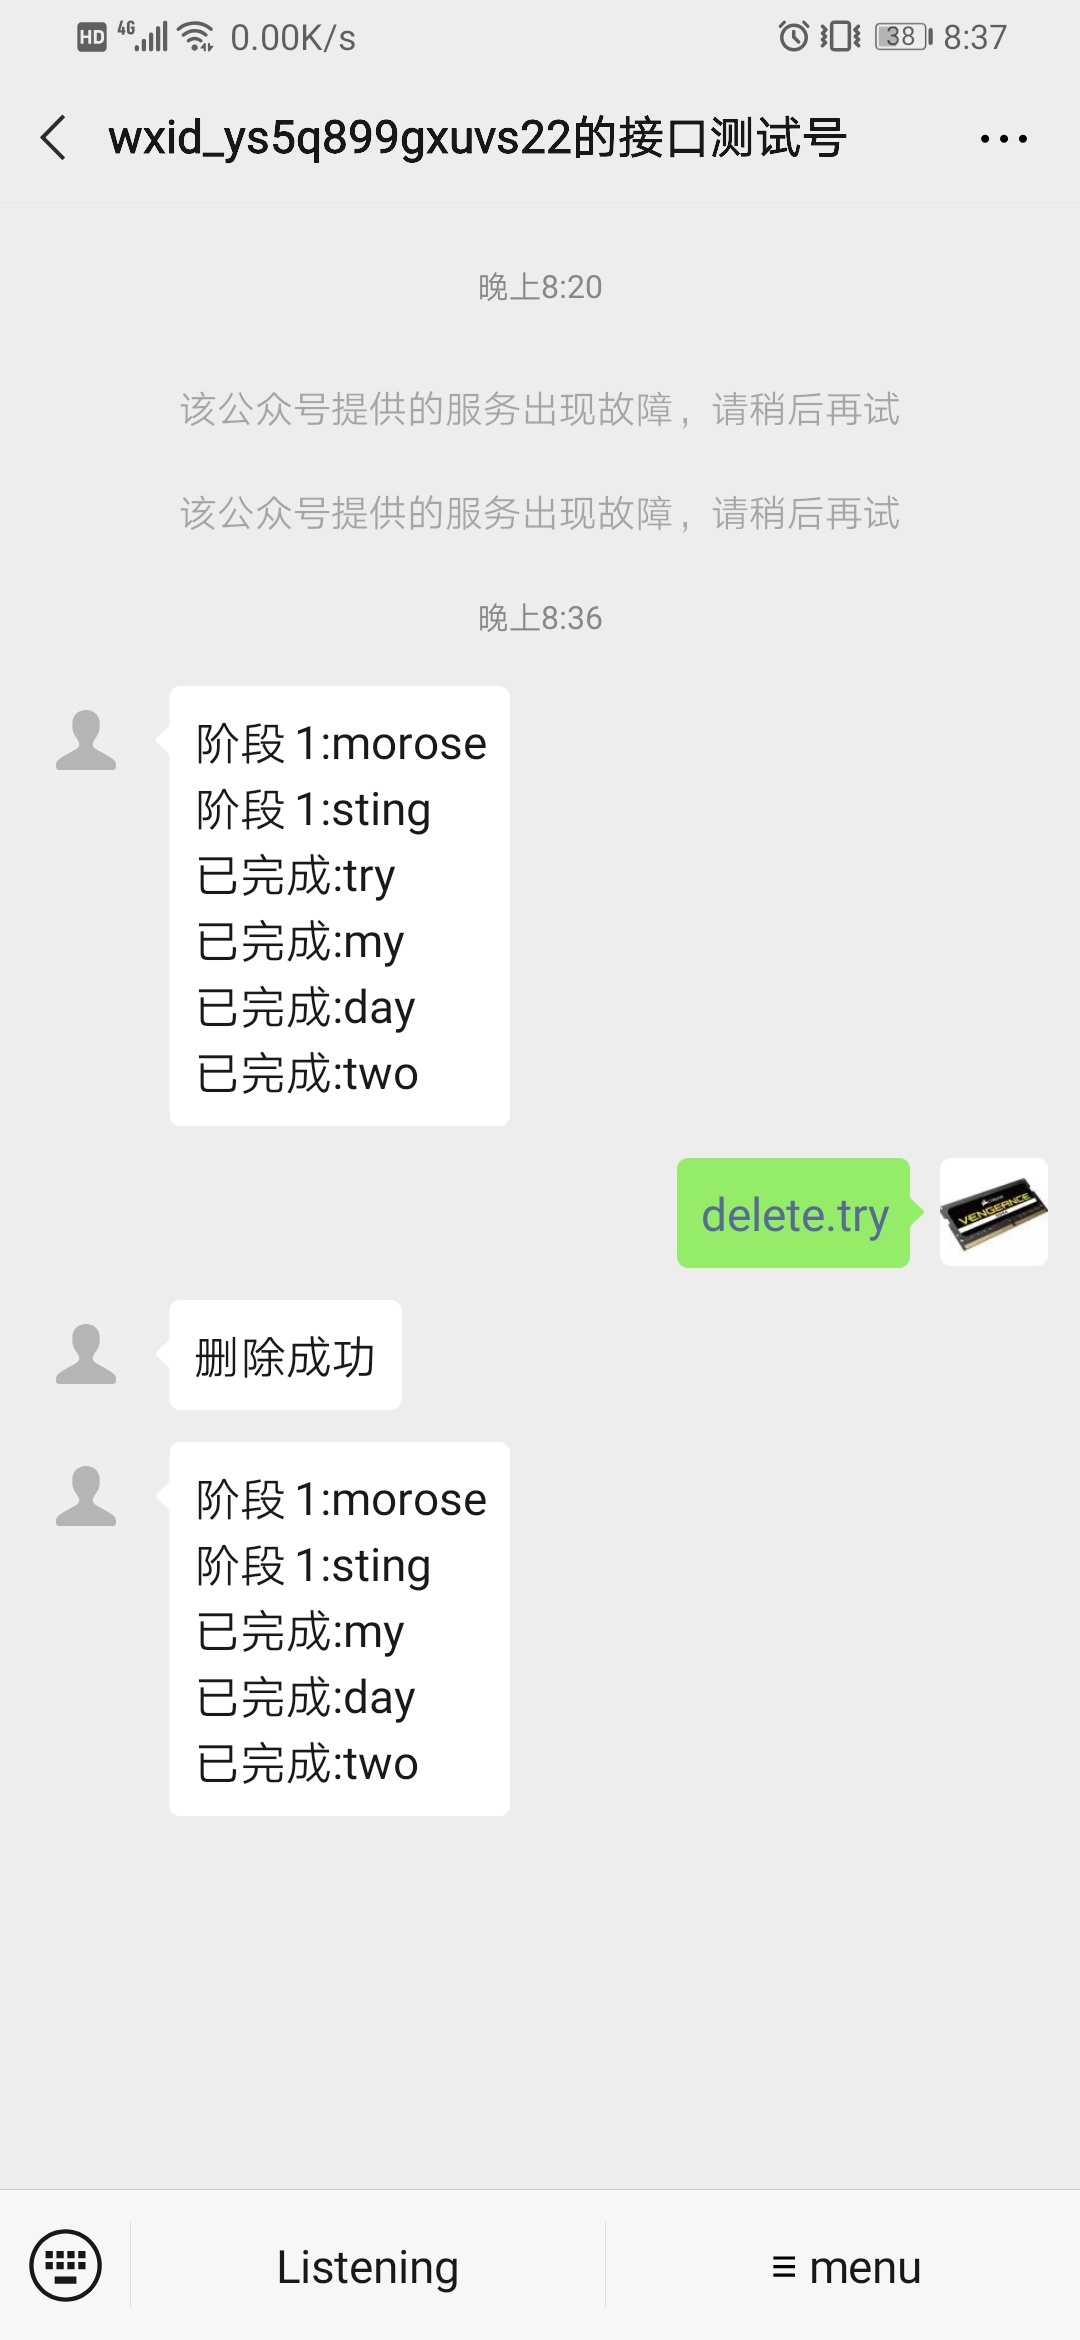 HD 4G 0.00K/s 38 8:37
wxid_ys5q899gxuvs22的接口测试号
晚上8:20
该公众号提供的服务出现故障，请稍后再试
该公众号提供的服务出现故障，请稍后再试
晚上8:36
阶段 1:morose
阶段 1:sting
已完成:try
已完成:my
已完成:day
已完成:two
delete.try
VENGEANCE
删除成功
阶段 1:morose
阶段 1:sting
已完成:my
已完成:day
已完成:two
Listening
menu